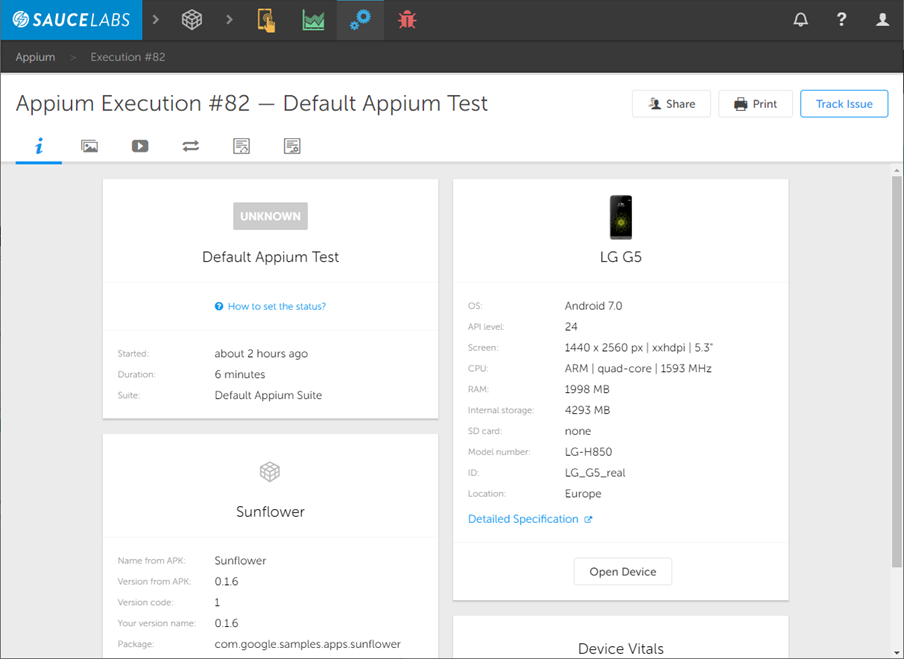 SAUCELABS > > ?
Appium > Execution #82
Appium Execution #82 — Default Appium Test
Share Print Track Issue
i
UNKNOWN
Default Appium Test
? How to set the status?
Started: about 2 hours ago
Duration: 6 minutes
Suite: Default Appium Suite
Sunflower
Name from APK: Sunflower
Version from APK: 0.1.6
Version code: 1
Your version name: 0.1.6
Package: com.google.samples.apps.sunflower
LG G5
OS: Android 7.0
API level: 24
Screen: 1440 x 2560 px | xxhdpi | 5.3"
CPU: ARM | quad-core | 1593 MHz
RAM: 1998 MB
Internal storage: 4293 MB
SD card: none
Model number: LG-H850
ID: LG_G5_real
Location: Europe
Detailed Specification
Open Device
Device Vitals